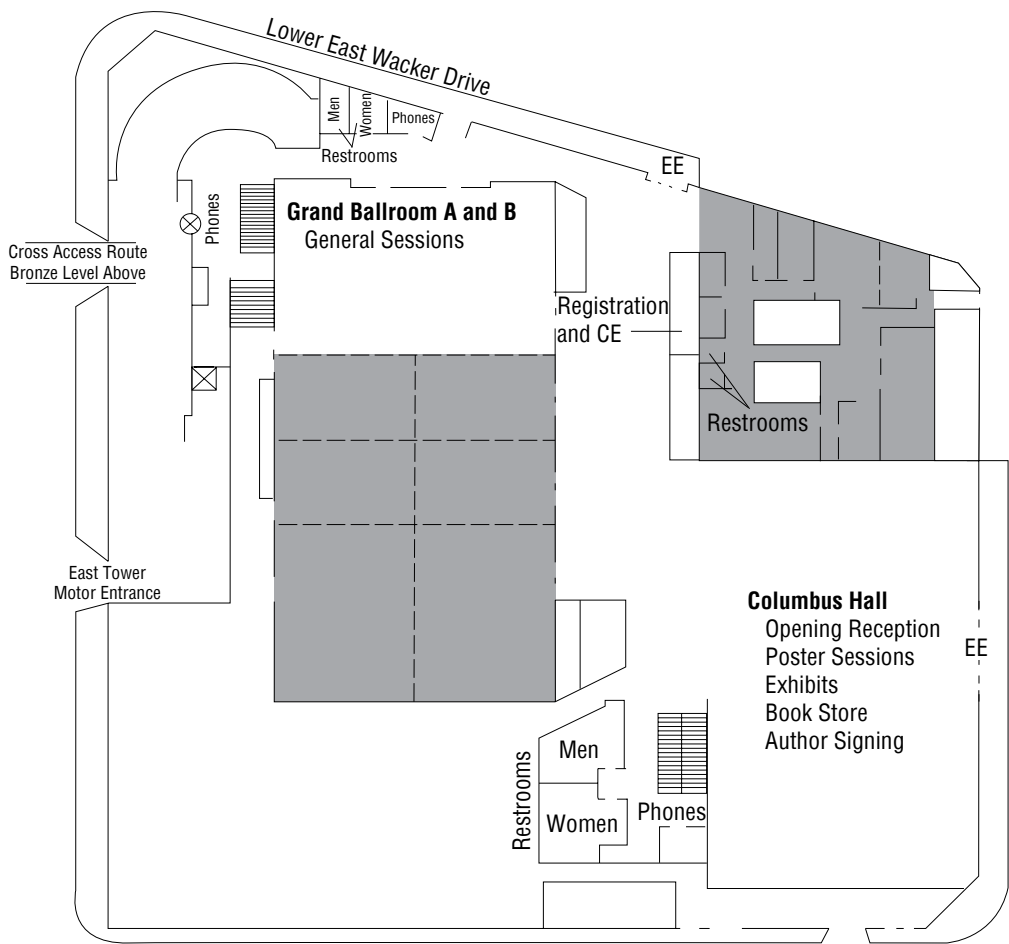 Lower East Wacker Drive
Men
Women
Phones
Restrooms
EE
Phones
Grand Ballroom A and B
General Sessions
Cross Access Route
Bronze Level Above
Registration
and CE
Restrooms
East Tower
Motor Entrance
Columbus Hall
Opening Reception
Poster Sessions
Exhibits
Book Store
Author Signing
EE
Restrooms
Men
Women
Phones